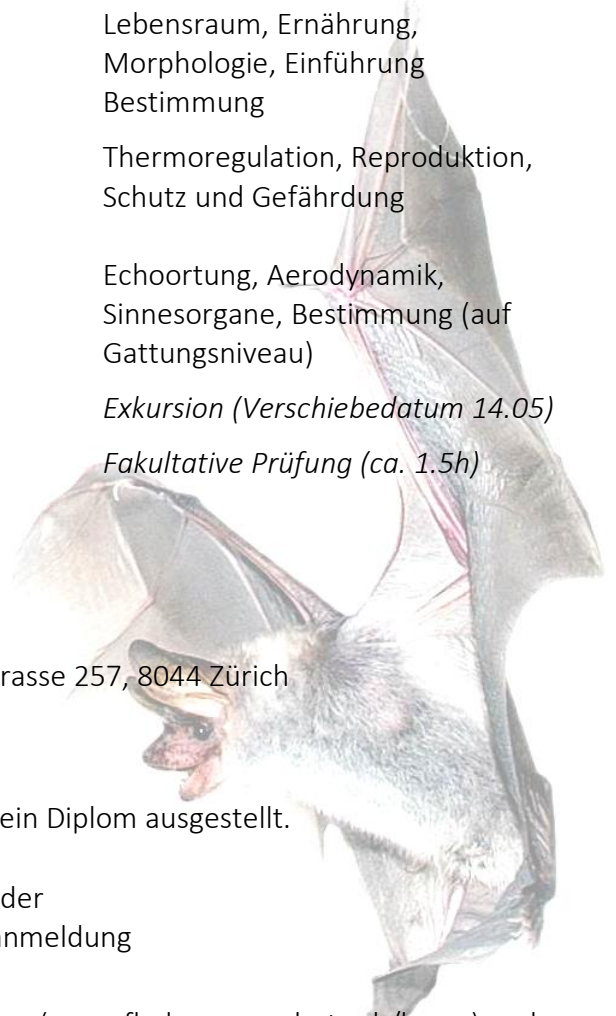 Lebensraum, Ernährung,
Morphologie, Einführung
Bestimmung
Thermoregulation, Reproduktion,
Schutz und Gefährdung
Echoortung, Aerodynamik,
Sinnesorgane, Bestimmung (auf
Gattungsniveau)
Exkursion (Verschiebedatum 14.05)
Fakultative Prüfung (ca. 1.5h)
rasse 257, 8044 Zürich
ein Diplom ausgestellt.
der
nmeldung